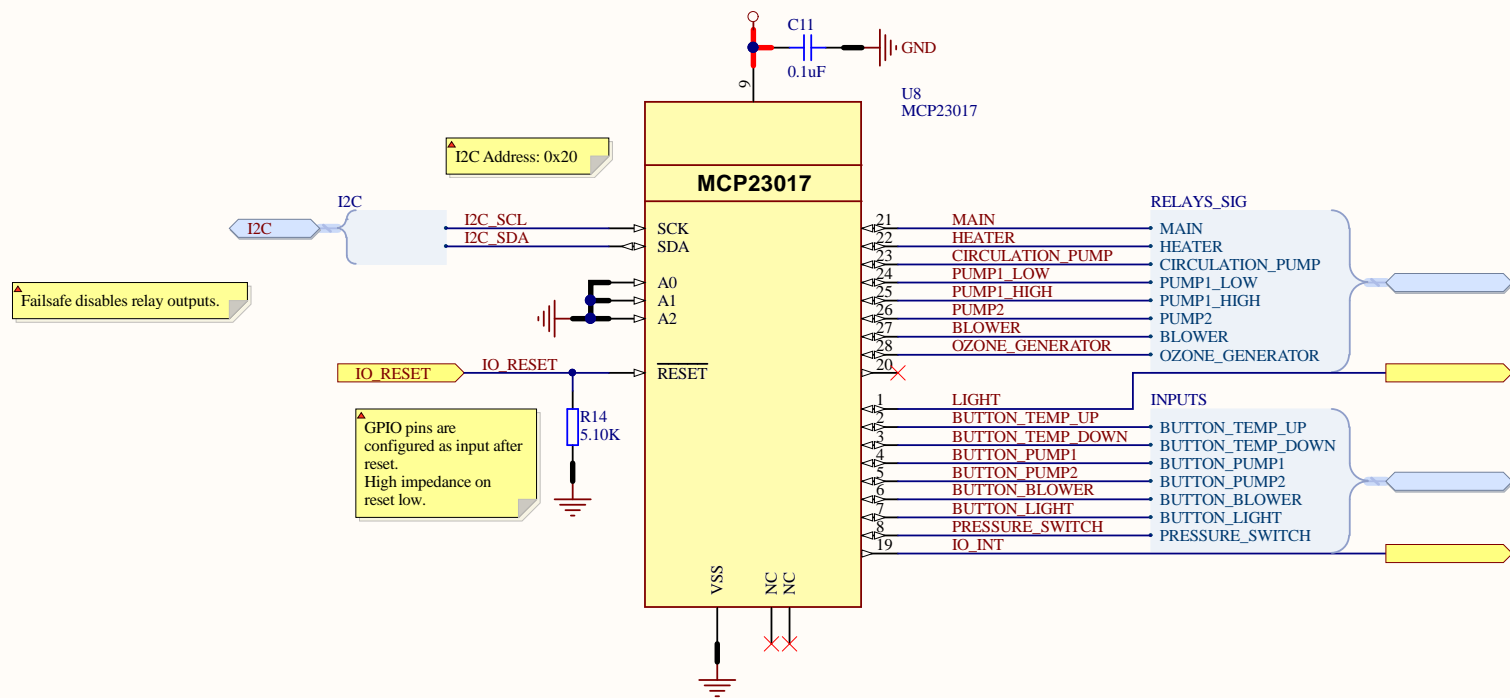 C11
GND
0.1uF
9
U8
MCP23017
I2C Address: 0x20
MCP23017
I2C
I2C
I2C_SCL
I2C_SDA
SCK
SDA
A0
A1
A2
Failsafe disables relay outputs.
IO_RESET
IO_RESET
RESET
R14
5.10K
GPIO pins are
configured as input after
reset.
High impedance on
reset low.
VSS
NC
NC
RELAYS_SIG
21 MAIN MAIN
22 HEATER HEATER
23 CIRCULATION_PUMP CIRCULATION_PUMP
24 PUMP1_LOW PUMP1_LOW
25 PUMP1_HIGH PUMP1_HIGH
26 PUMP2 PUMP2
27 BLOWER BLOWER
28 OZONE_GENERATOR OZONE_GENERATOR
20
1 LIGHT INPUTS
2 BUTTON_TEMP_UP BUTTON_TEMP_UP
3 BUTTON_TEMP_DOWN BUTTON_TEMP_DOWN
4 BUTTON_PUMP1 BUTTON_PUMP1
5 BUTTON_PUMP2 BUTTON_PUMP2
6 BUTTON_BLOWER BUTTON_BLOWER
7 BUTTON_LIGHT BUTTON_LIGHT
8 PRESSURE_SWITCH PRESSURE_SWITCH
19 IO_INT